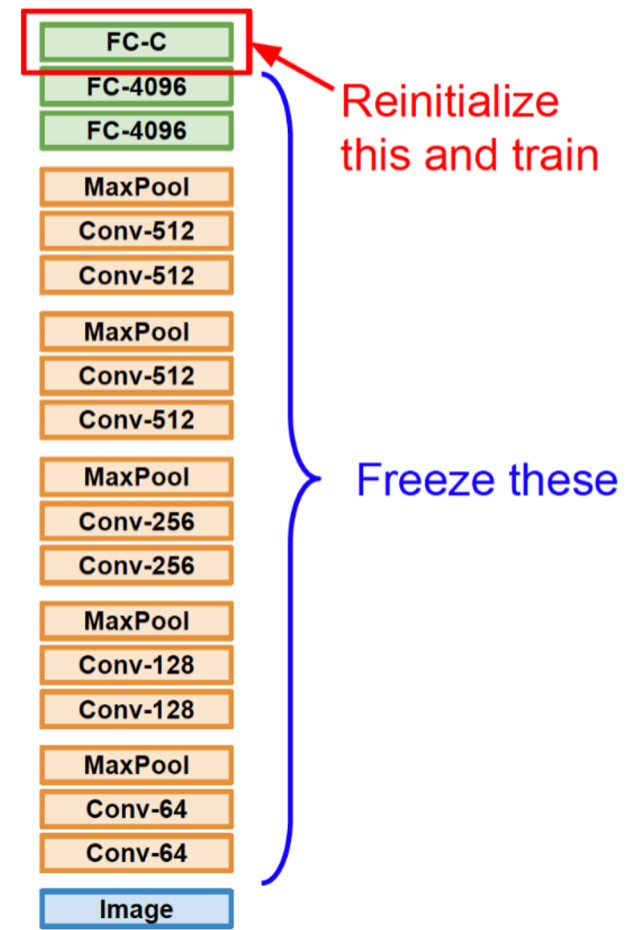 FC-C
FC-4096
FC-4096
Reinitialize
this and train
MaxPool
Conv-512
Conv-512
MaxPool
Conv-512
Conv-512
MaxPool
Conv-256
Conv-256
Freeze these
MaxPool
Conv-128
Conv-128
MaxPool
Conv-64
Conv-64
Image